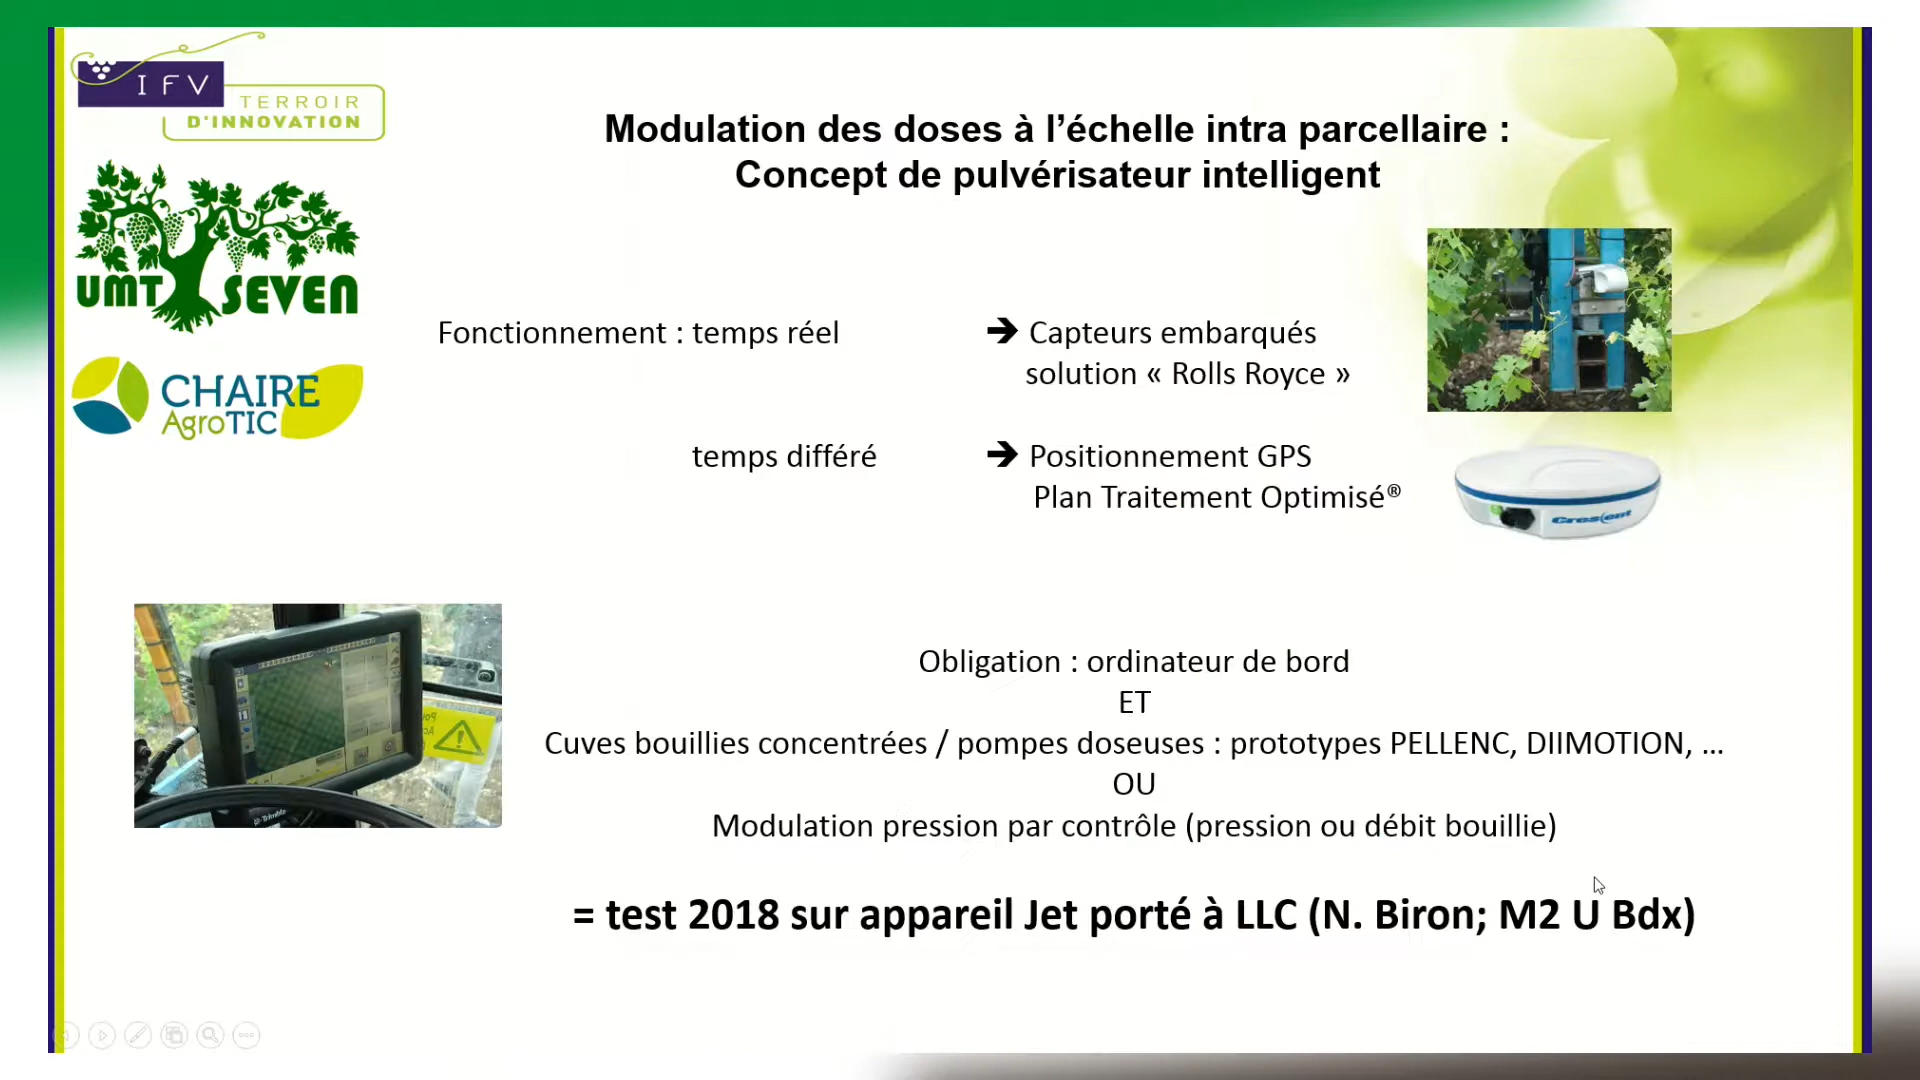 IFV
TERROIR
D'INNOVATION
Modulation des doses à l’échelle intra parcellaire :
Concept de pulvérisateur intelligent
UMT SEVEN
Fonctionnement : temps réel ➔ Capteurs embarqués
solution « Rolls Royce »
CHAIRE
AgroTIC
temps différé ➔ Positionnement GPS
Plan Traitement Optimisé®
Crescent
Obligation : ordinateur de bord
ET
Cuves bouillies concentrées / pompes doseuses : prototypes PELLENC, DIIMOTION, ...
OU
Modulation pression par contrôle (pression ou débit bouillie)
Trimble
= test 2018 sur appareil Jet porté à LLC (N. Biron; M2 U Bdx)